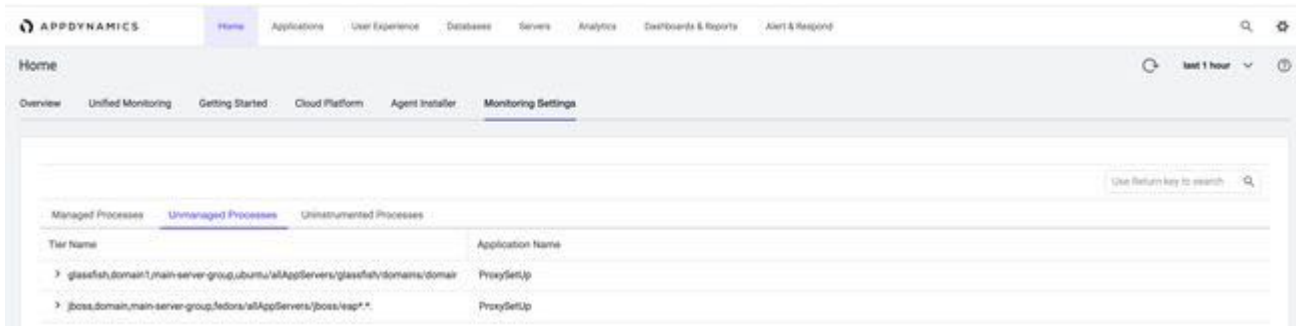 APPDYNAMICS Home Applications User Experience Databases Servers Analytics Dashboards & Reports Alert & Respond
Home last 1 hour
Overview Unified Monitoring Getting Started Cloud Platform Agent Installer Monitoring Settings
Use Return key to search
Managed Processes Unmanaged Processes Uninstrumented Processes
Tier Name Application Name
glassfish,domain1,main-server-group,ubuntu/allAppServers/glassfish/domains/domair ProxySetUp
jboss,domain,main-server-group,fedora/allAppServers/jboss/eap*.*. ProxySetUp